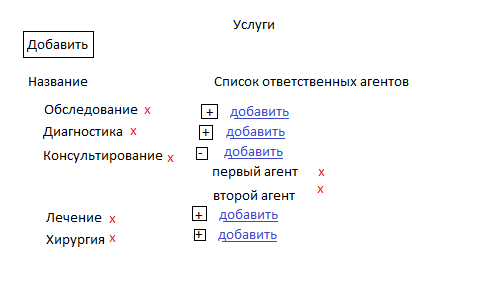 Услуги
Добавить
Название Список ответственных агентов
Обследование x + добавить
Диагностика x + добавить
Консультирование x - добавить
первый агент x
второй агент x
Лечение x + добавить
Хирургия x + добавить